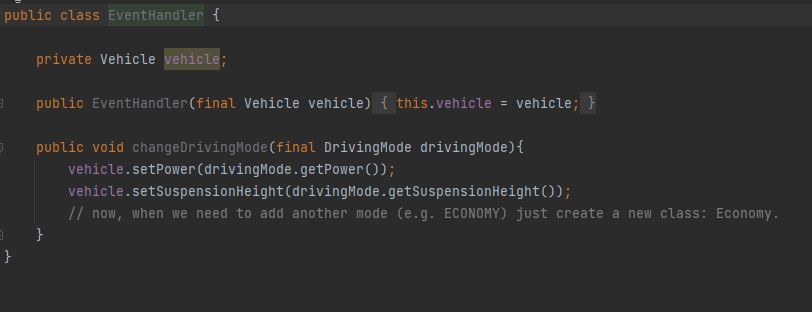 public class EventHandler {
private Vehicle vehicle;
public EventHandler(final Vehicle vehicle) { this.vehicle = vehicle; }
public void changeDrivingMode(final DrivingMode drivingMode){
vehicle.setPower(drivingMode.getPower());
vehicle.setSuspensionHeight(drivingMode.getSuspensionHeight());
// now, when we need to add another mode (e.g. ECONOMY) just create a new class: Economy.
}
}